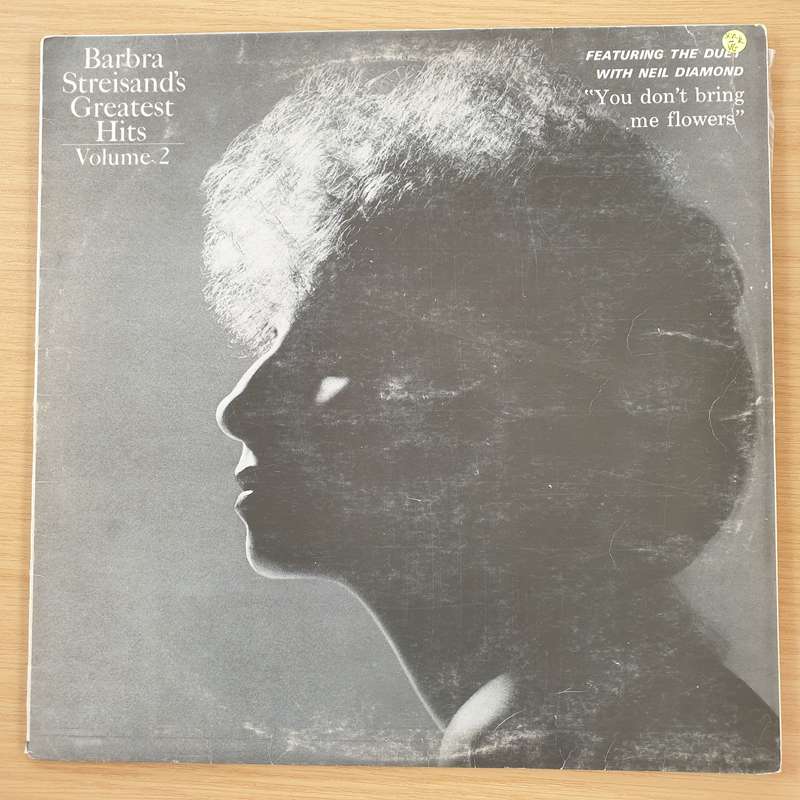 Barbra
Streisand's
Greatest
Hits
Volume 2
FEATURING THE DUET
WITH NEIL DIAMOND
"You don't bring
me flowers"